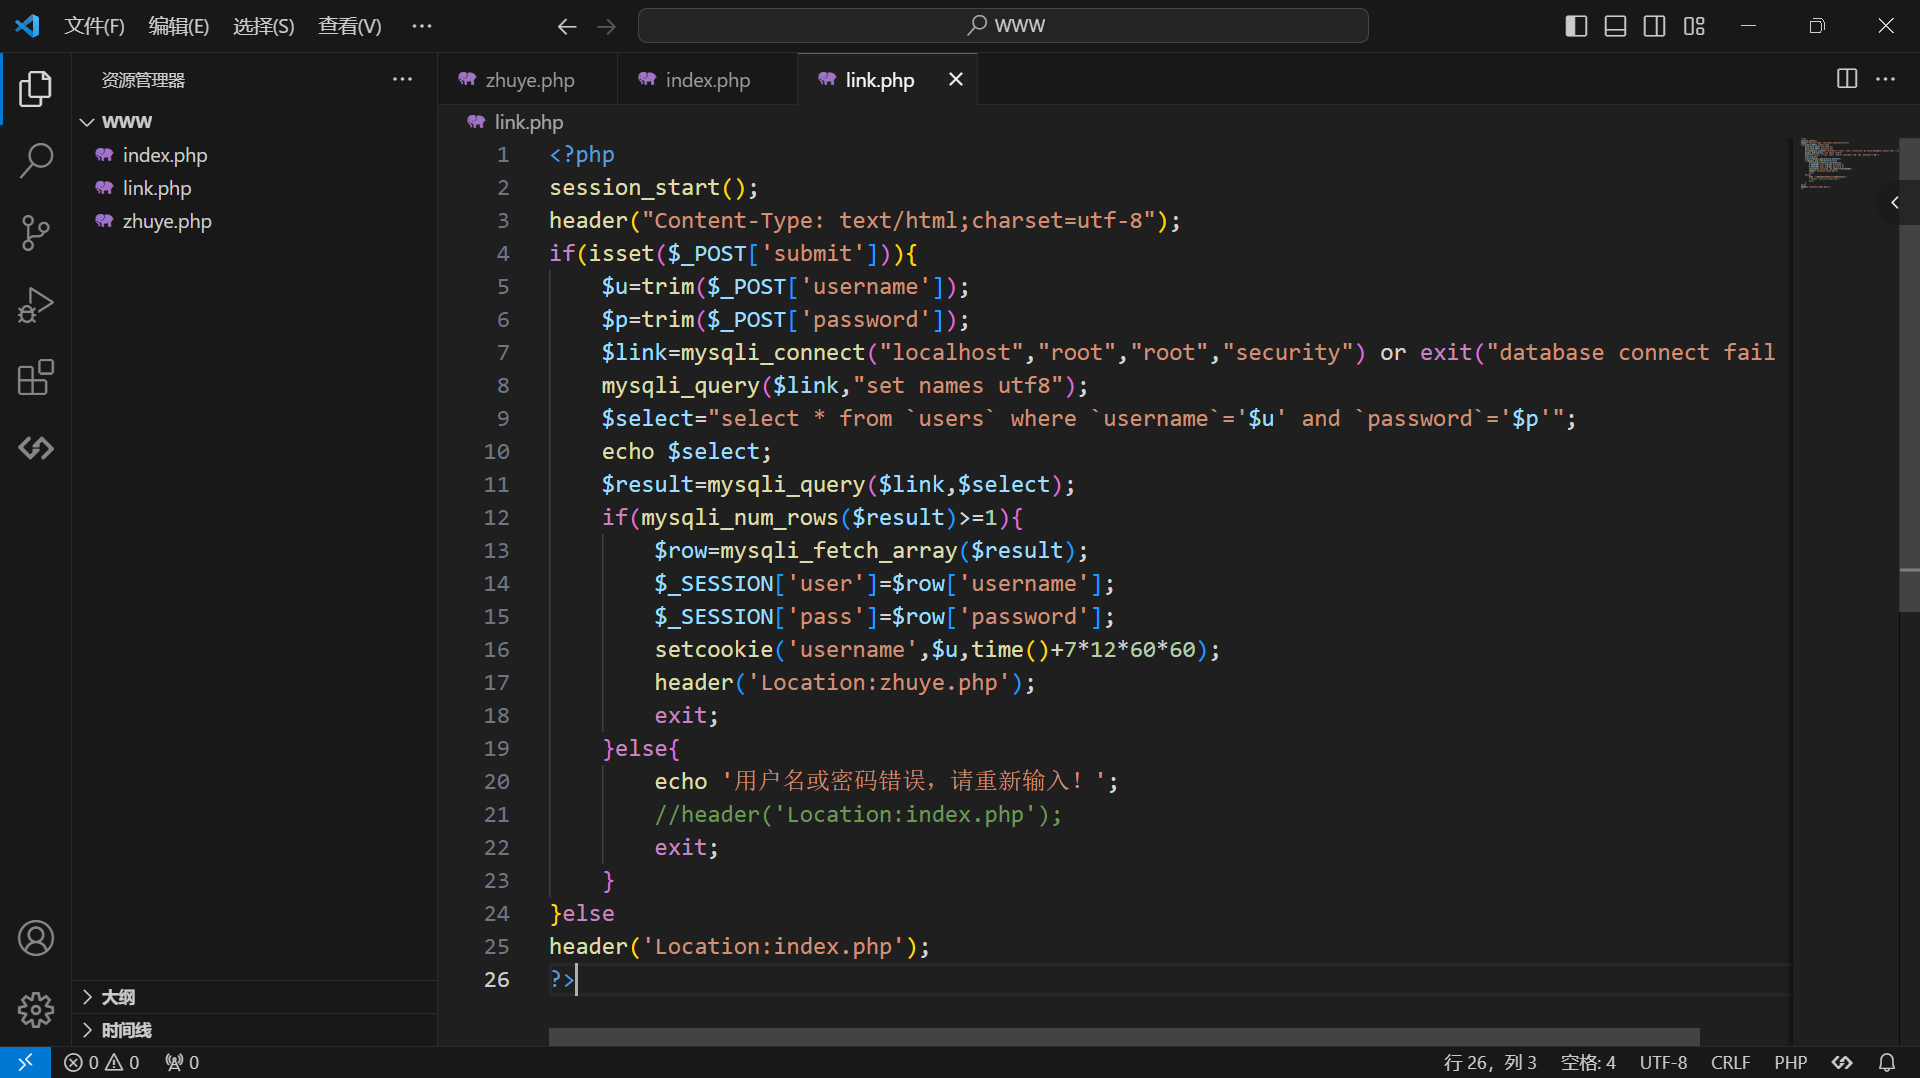 文件(F) 编辑(E) 选择(S) 查看(V) ··· WWW
资源管理器 ···
WWW
index.php
link.php
zhuye.php
大纲
时间线
zhuye.php index.php link.php
link.php
1 <?php
2 session_start();
3 header("Content-Type: text/html;charset=utf-8");
4 if(isset($_POST['submit'])){
5 $u=trim($_POST['username']);
6 $p=trim($_POST['password']);
7 $link=mysqli_connect("localhost","root","root","security") or exit("database connect fail
8 mysqli_query($link,"set names utf8");
9 $select="select * from `users` where `username`='$u' and `password`='$p'";
10 echo $select;
11 $result=mysqli_query($link,$select);
12 if(mysqli_num_rows($result)>=1){
13 $row=mysqli_fetch_array($result);
14 $_SESSION['user']=$row['username'];
15 $_SESSION['pass']=$row['password'];
16 setcookie('username',$u,time()+7*12*60*60);
17 header('Location:zhuye.php');
18 exit;
19 }else{
20 echo '用户名或密码错误，请重新输入！';
21 //header('Location:index.php');
22 exit;
23 }
24 }else
25 header('Location:index.php');
26 ?>
0 0 0 行 26，列 3 空格: 4 UTF-8 CRLF PHP